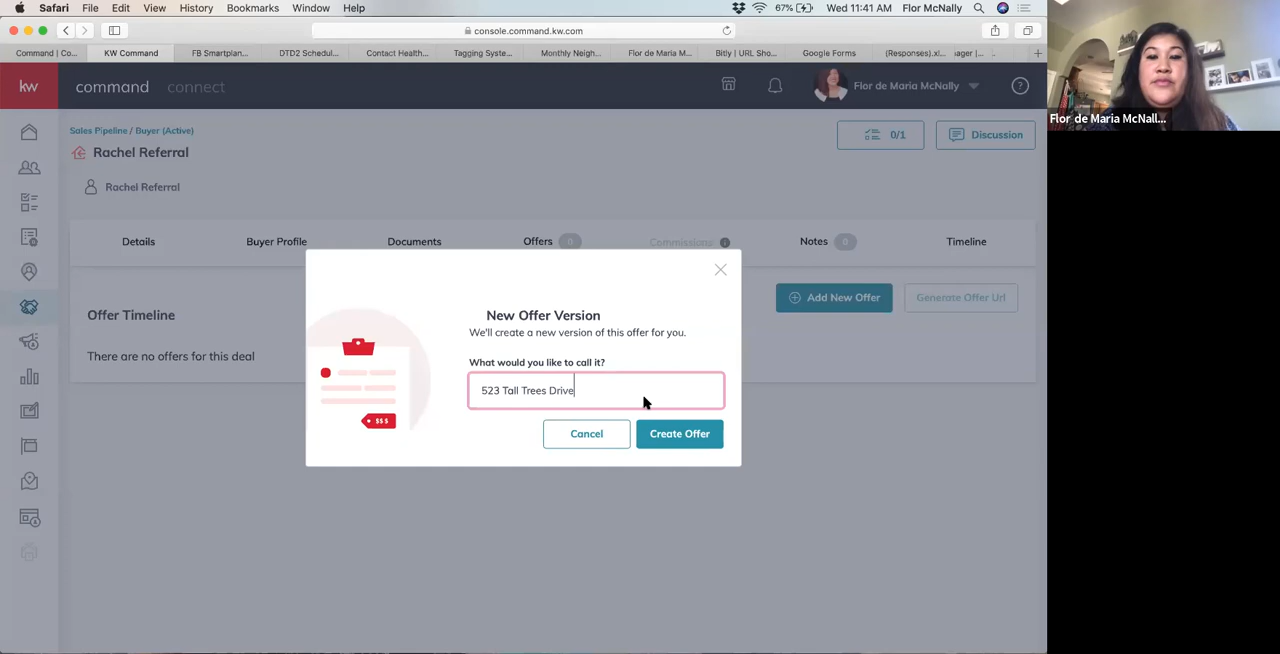 Safari File Edit View History Bookmarks Window Help 67% Wed 11:41 AM Flor McNally
console.command.kw.com
Command | Co... KW Command FB Smartplan... DTD2 Schedul... Contact Health... Tagging Syste... Monthly Neigh... Flor de Maria M... Bitly | URL Sho... Google Forms (Responses).xl... ager | Fine...
kw command connect Flor de Maria McNally ?
Flor de Maria McNall...
Sales Pipeline / Buyer (Active)
Rachel Referral
0/1 Discussion
Rachel Referral
Details Buyer Profile Documents Offers 0 Commissions i Notes 0 Timeline
Add New Offer Generate Offer Url
Offer Timeline
There are no offers for this deal
New Offer Version
We'll create a new version of this offer for you.
What would you like to call it?
523 Tall Trees Drive
$$$
Cancel Create Offer